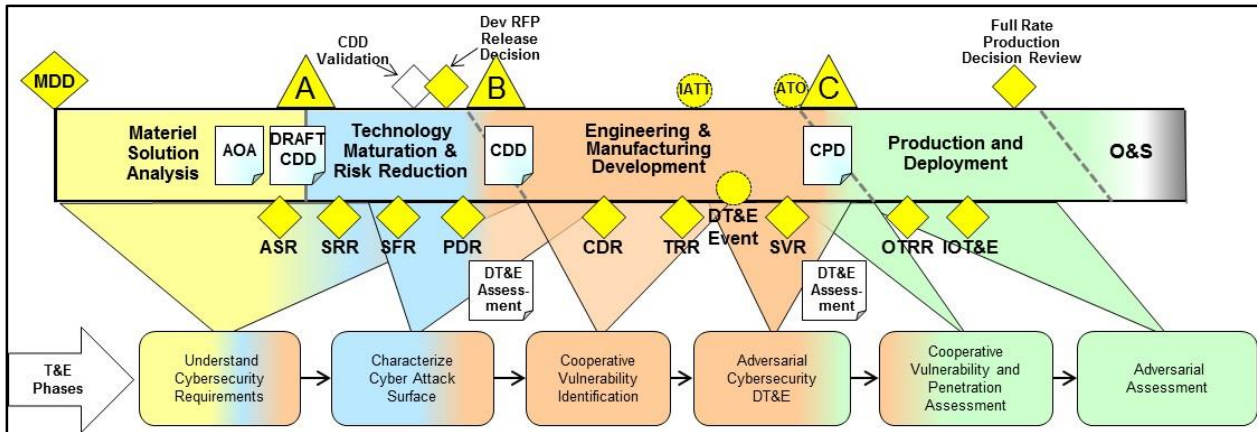 Dev RFP
Release
Decision
CDD
Validation
Full Rate
Production
Decision Review
MDD
A
B
IATT
ATO
C
Materiel
Solution
Analysis
AOA
DRAFT
CDD
Technology
Maturation &
Risk Reduction
CDD
Engineering &
Manufacturing
Development
CPD
Production and
Deployment
O&S
ASR
SRR
SFR
PDR
CDR
TRR
DT&E
Event
SVR
OTRR
IOT&E
DT&E
Assess-
ment
DT&E
Assess-
ment
T&E
Phases
Understand
Cybersecurity
Requirements
Characterize
Cyber Attack
Surface
Cooperative
Vulnerability
Identification
Adversarial
Cybersecurity
DT&E
Cooperative
Vulnerability and
Penetration
Assessment
Adversarial
Assessment